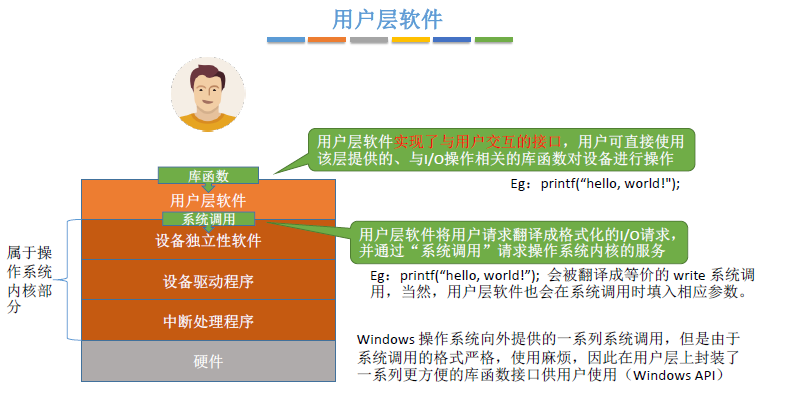 用户层软件
用户层软件实现了与用户交互的接口，用户可直接使用
该层提供的、与I/O操作相关的库函数对设备进行操作
库函数
Eg：printf(“hello, world!");
用户层软件
系统调用
用户层软件将用户请求翻译成格式化的I/O请求，
并通过“系统调用”请求操作系统内核的服务
设备独立性软件
属于操
作系统
内核部
分
Eg：printf(“hello, world!”); 会被翻译成等价的 write 系统调
用，当然，用户层软件也会在系统调用时填入相应参数。
设备驱动程序
中断处理程序
Windows 操作系统向外提供的一系列系统调用，但是由于
系统调用的格式严格，使用麻烦，因此在用户层上封装了
一系列更方便的库函数接口供用户使用（Windows API）
硬件